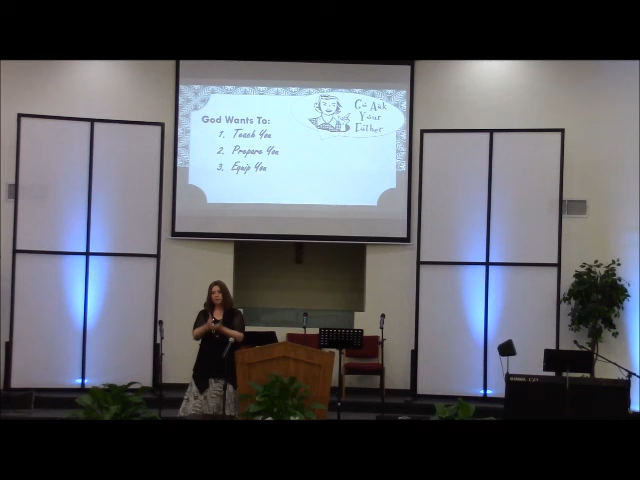 God Wants To:
1. Teach You
2. Prepare You
3. Equip You
Go Ask
Your
Father